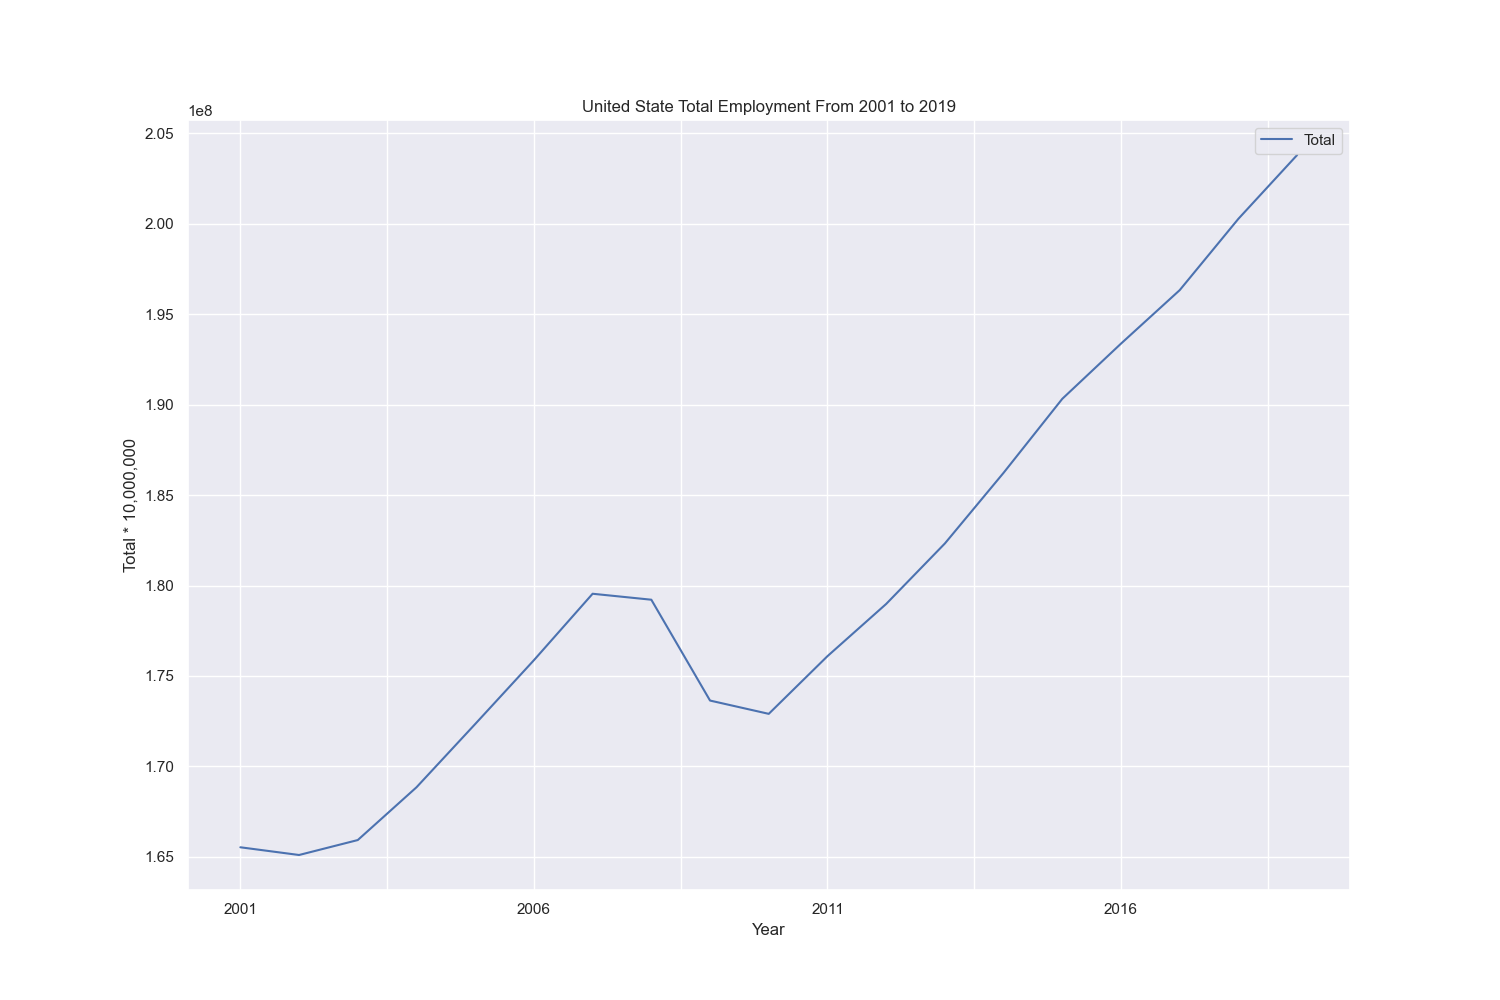 United State Total Employment From 2001 to 2019
1e8
Total
2.05
2.00
1.95
1.90
1.85
1.80
1.75
1.70
1.65
Total * 10,000,000
2001 2006 2011 2016
Year